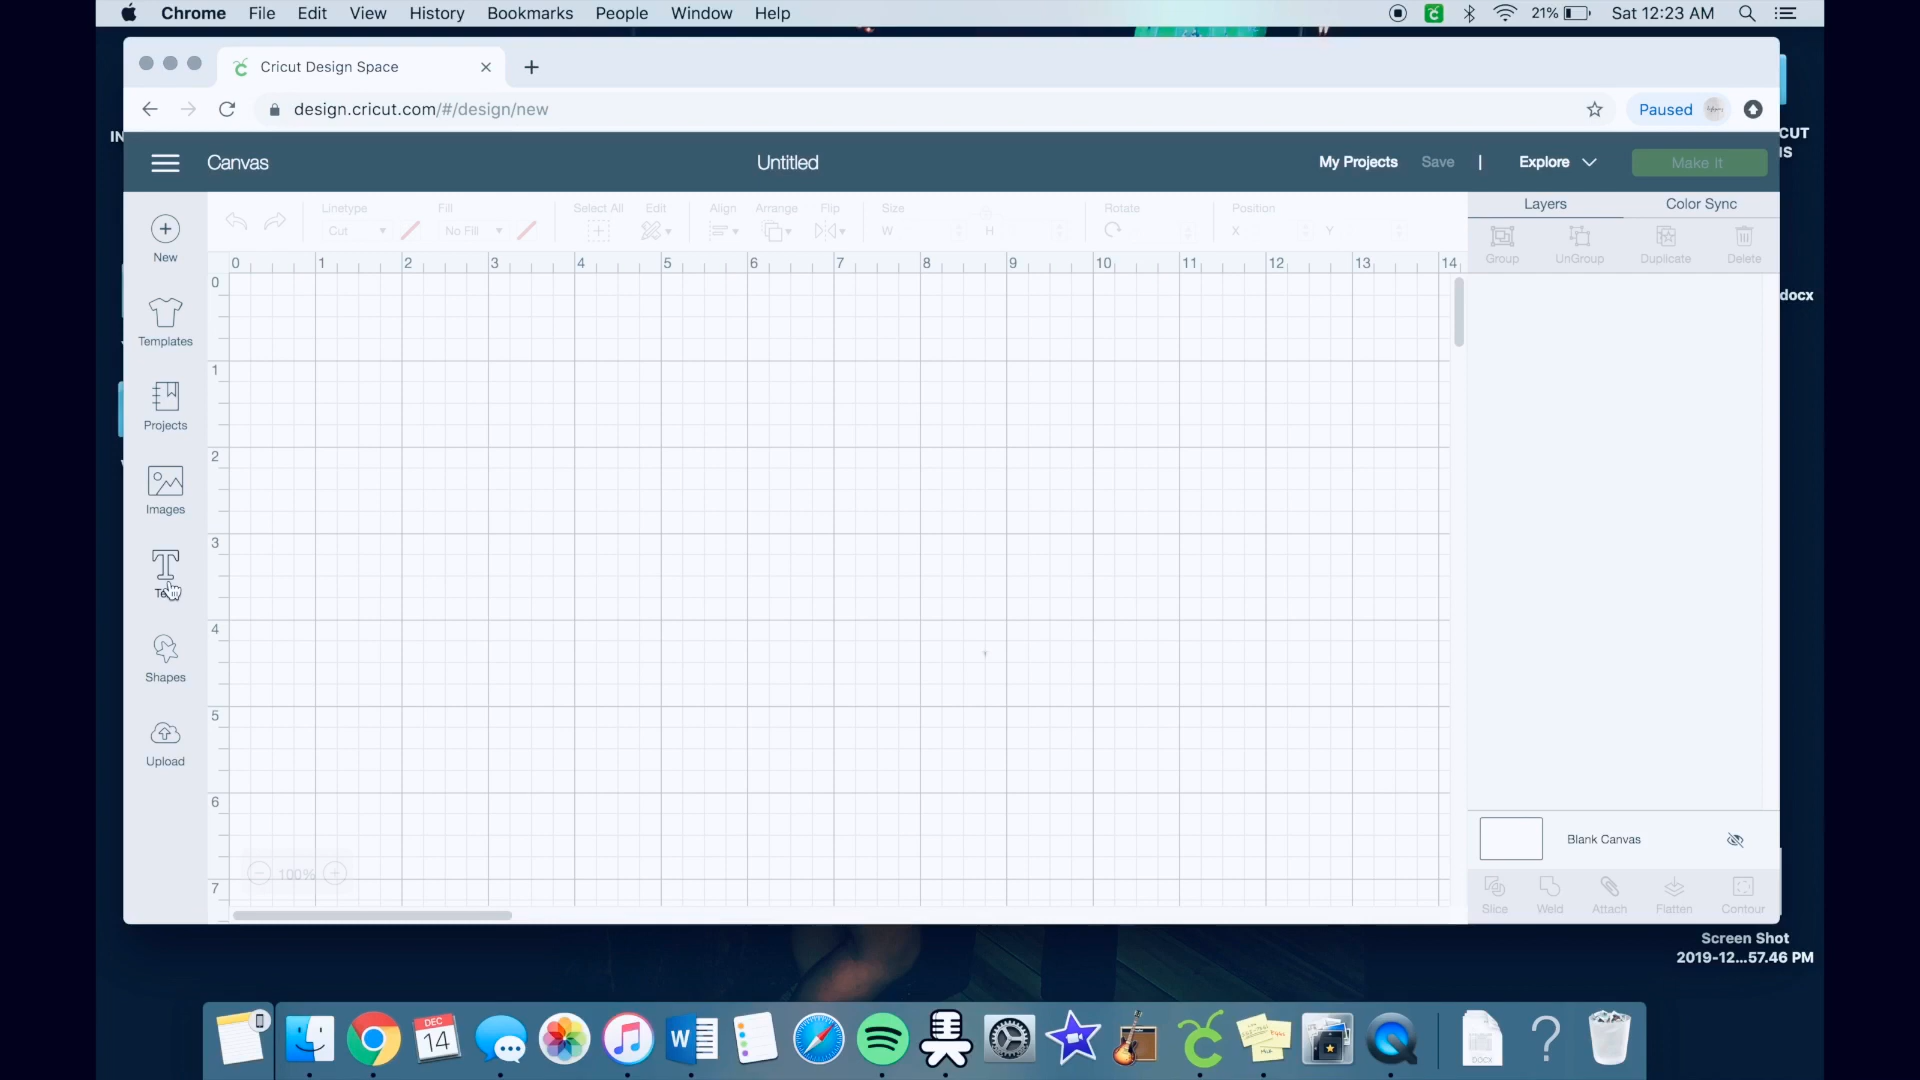 Chrome File Edit View History Bookmarks People Window Help 21% Sat 12:23 AM
Cricut Design Space
design.cricut.com/#/design/new Paused
IN
CUT
IS
Canvas Untitled My Projects Save | Explore Make It
Linetype Fill Select All Edit Align Arrange Flip Size Rotate Position
Cut No Fill W H X Y
Layers Color Sync
Group UnGroup Duplicate Delete
0 1 2 3 4 5 6 7 8 9 10 11 12 13 14
0
1
2
3
4
5
6
7
New
Templates
Projects
Images
Shapes
Upload
docx
100%
Blank Canvas
Slice Weld Attach Flatten Contour
Screen Shot
2019-12...57.46 PM
DEC
14
W
DOCX
?